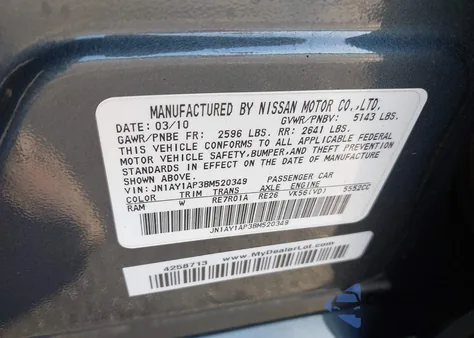 MANUFACTURED BY NISSAN MOTOR CO.,LTD.
DATE: 03/10 GVWR/PNBV: 5143 LBS.
GAWR/PNBE FR: 2596 LBS. RR: 2641 LBS.
THIS VEHICLE CONFORMS TO ALL APPLICABLE FEDERAL
MOTOR VEHICLE SAFETY, BUMPER, AND THEFT PREVENTION
STANDARDS IN EFFECT ON THE DATE OF MANUFACTURE
SHOWN ABOVE.
VIN: JN1AY1AP3BM520349 PASSENGER CAR
COLOR TRIM TRANS AXLE ENGINE
RAM W RE7R01A RE26 VK56(VD) 5552CC
JN1AY1AP3BM520349
4258713 www.MyDealerLot.com